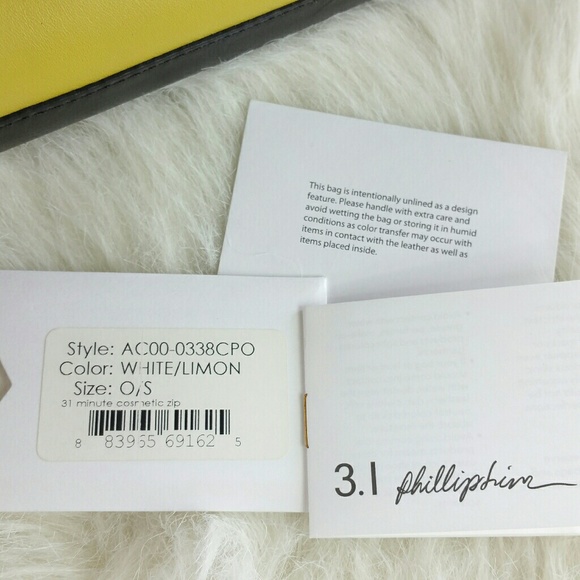 This bag is intentionally unlined as a design
feature. Please handle with extra care and
avoid wetting the bag or storing it in humid
conditions as color transfer may occur with
items in contact with the leather as well as
items placed inside.
Style: AC00-0338CPO
Color: WHITE/LIMON
Size: O/S
31 minute cosmetic zip
8 83955 69162 5
3.1 phillip lim